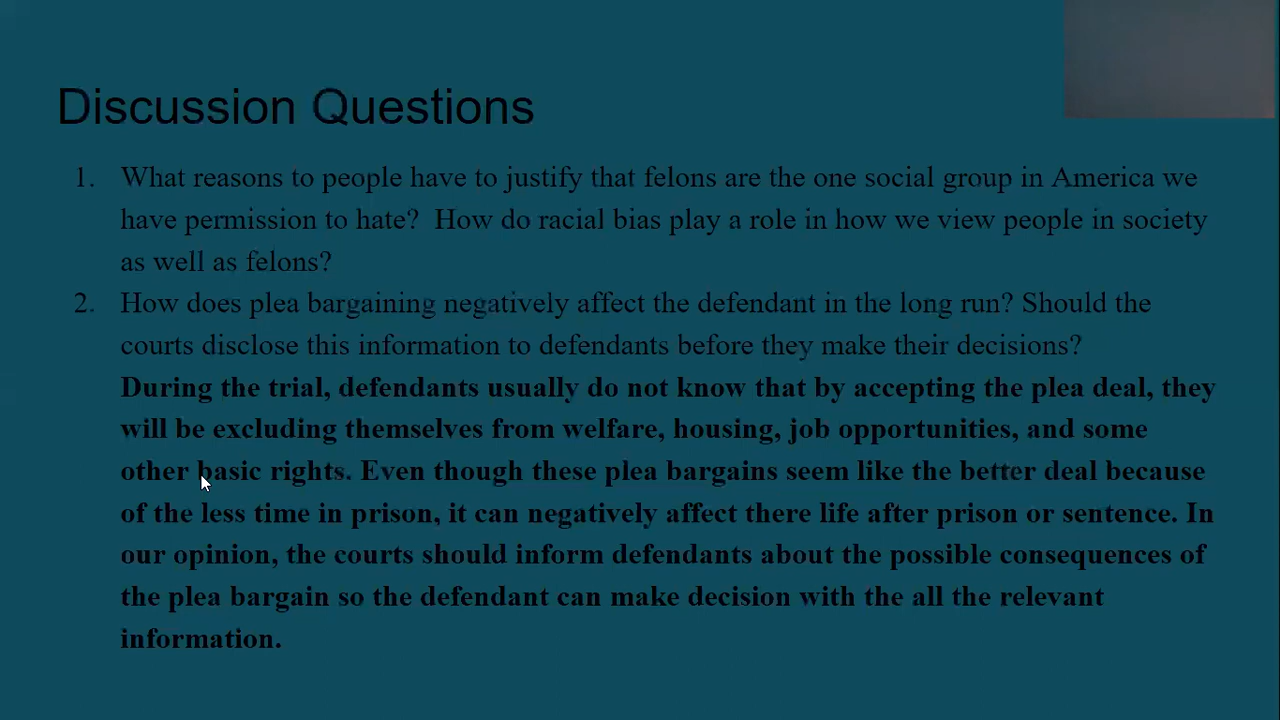 Discussion Questions
1. What reasons to people have to justify that felons are the one social group in America we
have permission to hate? How do racial bias play a role in how we view people in society
as well as felons?
2. How does plea bargaining negatively affect the defendant in the long run? Should the
courts disclose this information to defendants before they make their decisions?
During the trial, defendants usually do not know that by accepting the plea deal, they
will be excluding themselves from welfare, housing, job opportunities, and some
other basic rights. Even though these plea bargains seem like the better deal because
of the less time in prison, it can negatively affect there life after prison or sentence. In
our opinion, the courts should inform defendants about the possible consequences of
the plea bargain so the defendant can make decision with the all the relevant
information.